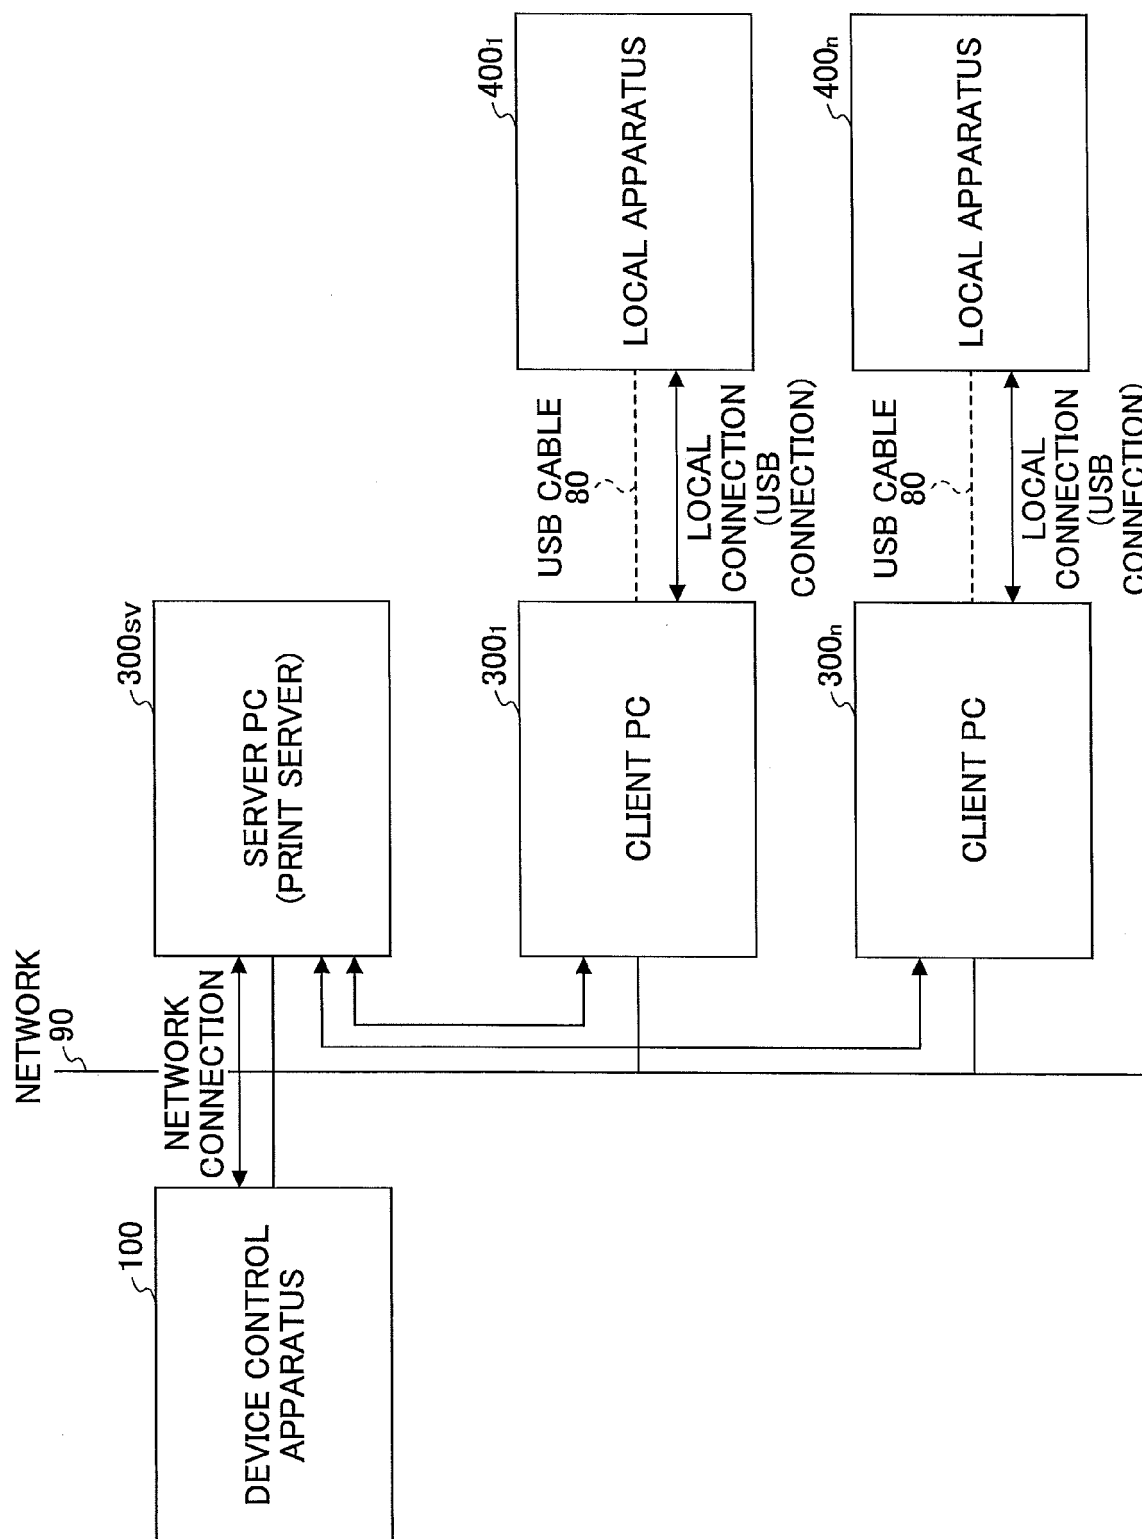 NETWORK
90
100
DEVICE CONTROL
APPARATUS
NETWORK
CONNECTION
300SV
SERVER PC
(PRINT SERVER)
3001
CLIENT PC
USB CABLE
80
LOCAL
CONNECTION
(USB
CONNECTION)
4001
LOCAL APPARATUS
300n
CLIENT PC
USB CABLE
80
LOCAL
CONNECTION
(USB
CONNECTION)
400n
LOCAL APPARATUS